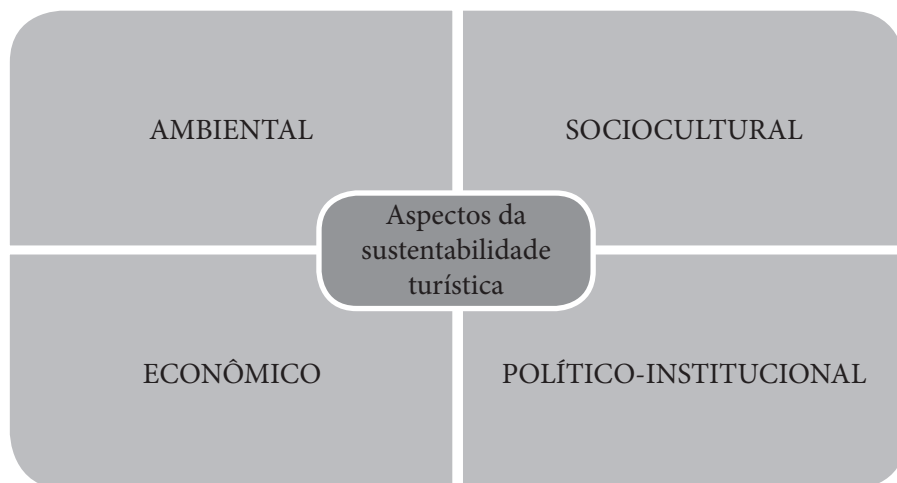 AMBIENTAL
SOCIOCULTURAL
Aspectos da
sustentabilidade
turística
ECONÔMICO
POLÍTICO-INSTITUCIONAL